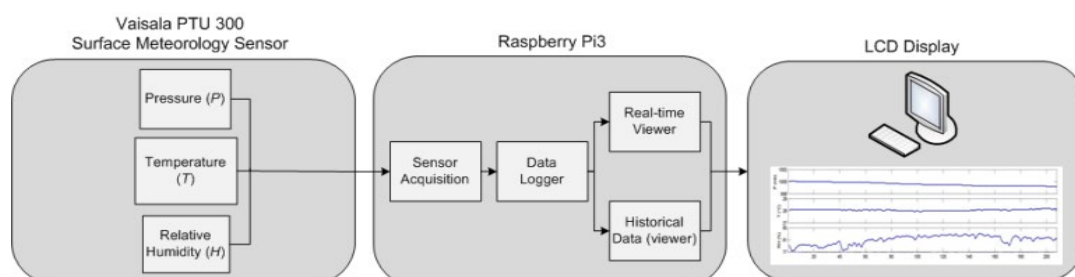 Vaisala PTU 300
Surface Meteorology Sensor
Pressure (P)
Temperature
(T)
Relative
Humidity (H)
Raspberry Pi3
Sensor
Acquisition
Data
Logger
Real-time
Viewer
Historical
Data (viewer)
LCD Display